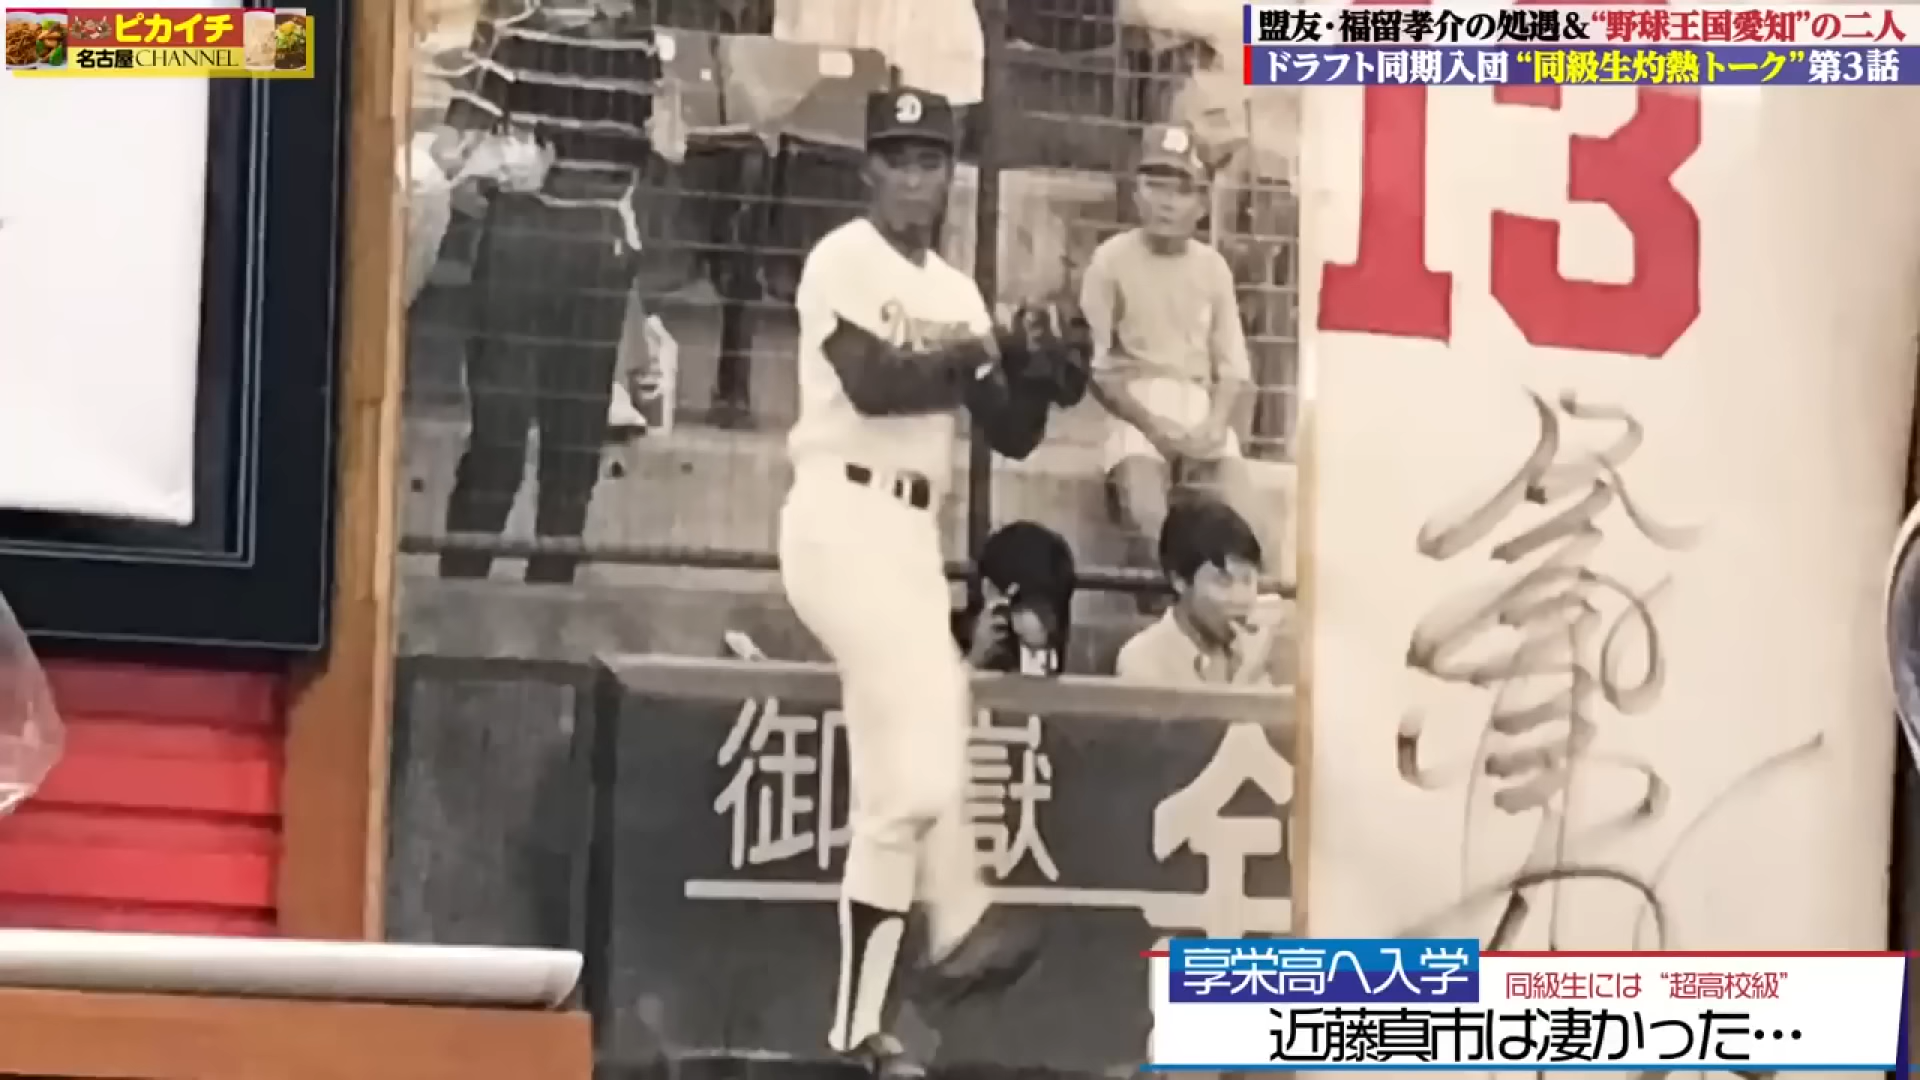 ピカイチ
名古屋CHANNEL
盟友・福留孝介の処遇&“野球王国愛知”の二人
ドラフト同期入団“同級生灼熱トーク”第3話
D
13
御嶽
享栄高へ入学
同級生には“超高校級”
近藤真市は凄かった…